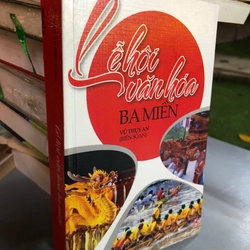 Lễ hội
văn hóa
BA MIỀN
VŨ THỤY AN
(BIÊN SOẠN)